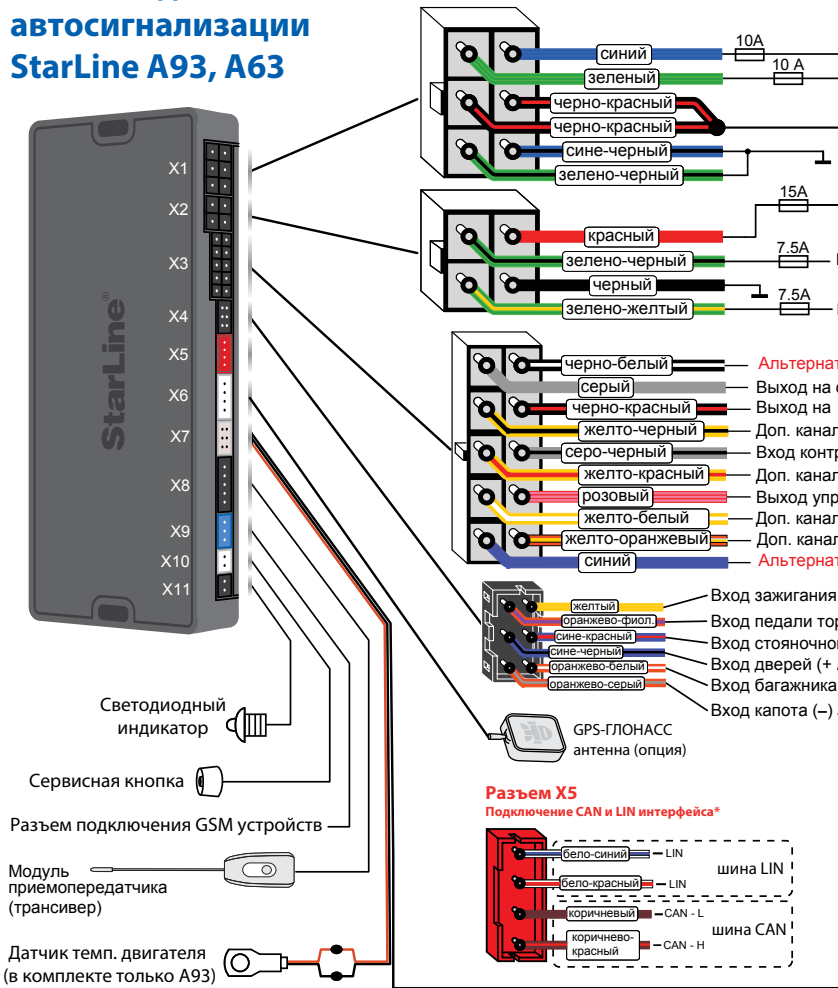 автосигнализации
StarLine A93, A63
StarLine®
X1
X2
X3
X4
X5
X6
X7
X8
X9
X10
X11
синий
10А
зеленый
10 А
черно-красный
черно-красный
сине-черный
зелено-черный
15А
красный
7.5А
зелено-черный
черный
7.5А
зелено-желтый
черно-белый
Альтернат
серый
Выход на
черно-красный
Выход на
желто-черный
Доп. канал
серо-черный
Вход контр
желто-красный
Доп. канал
розовый
Выход упр
желто-белый
Доп. канал
желто-оранжевый
Доп. канал
синий
Альтернат
желтый
Вход зажигания
оранжево-фиол.
Вход педали тор
сине-красный
Вход стояночно
сине-черный
Вход дверей (+
оранжево-белый
Вход багажника
оранжево-серый
Вход капота (–)
Светодиодный
индикатор
Сервисная кнопка
Разъем подключения GSM устройств
Модуль
приемопередатчика
(трансивер)
Датчик темп. двигателя
(в комплекте только А93)
GPS-ГЛОНАСС
антенна (опция)
Разъем X5
Подключение CAN и LIN интерфейса*
бело-синий
LIN
шина LIN
бело-красный
LIN
коричневый
CAN - L
шина CAN
коричнево-
красный
CAN - H